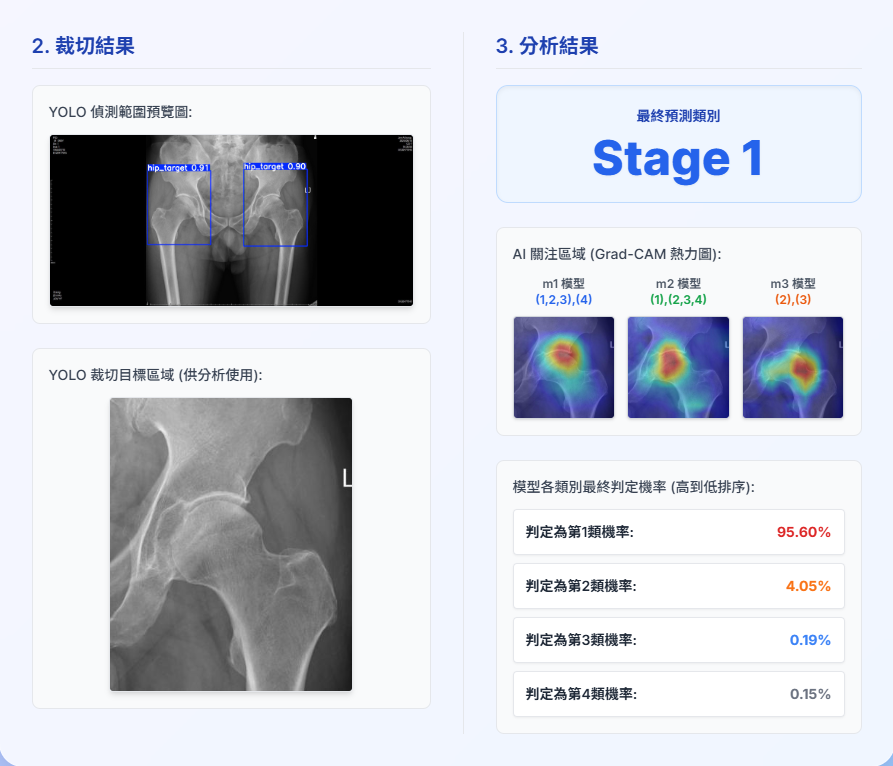 2. 裁切結果
YOLO 偵測範圍預覽圖:
hip_target 0.91
hip_target 0.90
YOLO 裁切目標區域 (供分析使用):
L
3. 分析結果
最終預測類別
Stage 1
AI 關注區域 (Grad-CAM 熱力圖):
m1 模型
(1,2,3),(4)
m2 模型
(1),(2,3,4)
m3 模型
(2),(3)
模型各類別最終判定機率 (高到低排序):
判定為第1類機率:
95.60%
判定為第2類機率:
4.05%
判定為第3類機率:
0.19%
判定為第4類機率:
0.15%